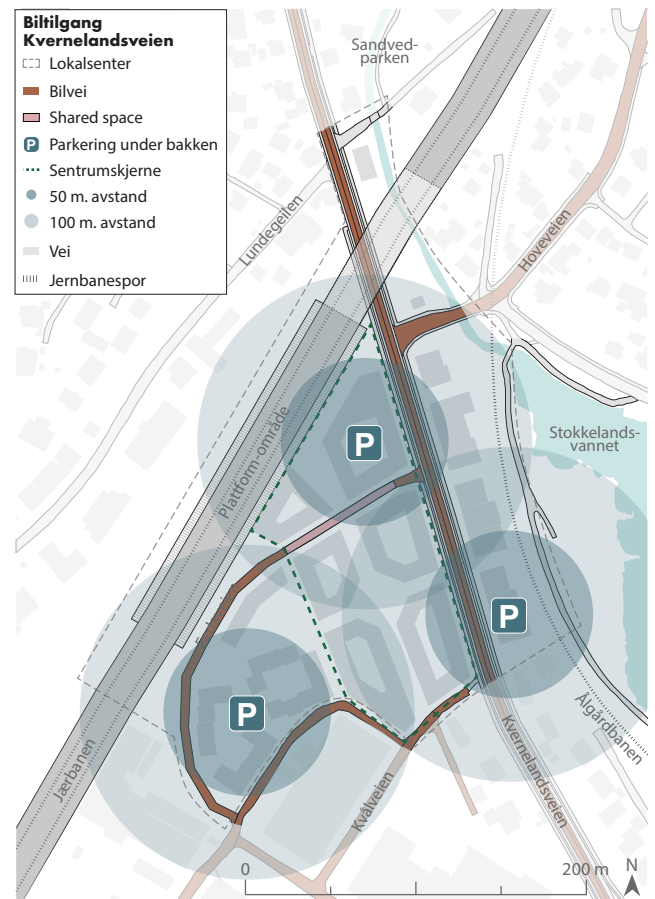 Biltilgang
Kvernelandsveien
Lokalsenter
Bilvei
Shared space
P Parkering under bakken
Sentrumskjerne
50 m. avstand
100 m. avstand
Vei
Jernbanespor
Sandved-
parken
Lundegeilen
Hoveveien
Plattform-område
Stokkelands-
vannet
P
P
P
Jærbanen
Kvålveien
Kvernelandsveien
Ålgårdbanen
0
200 m
N